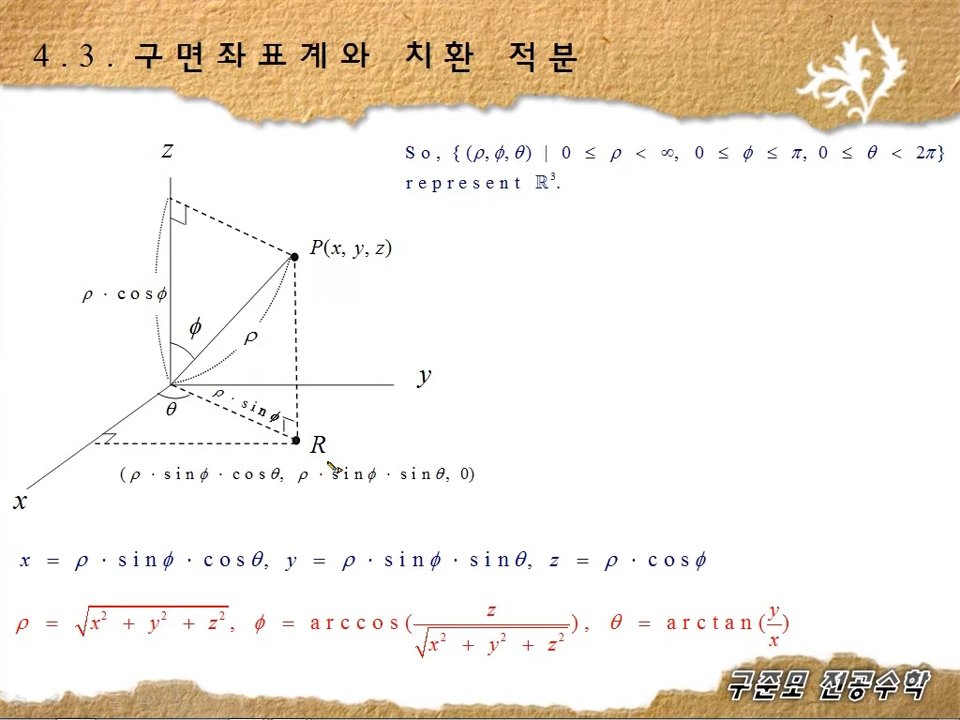 4.3. 구면좌표계와 치환 적분
So, {(ρ, ϕ, θ) | 0 ≤ ρ < ∞, 0 ≤ ϕ ≤ π, 0 ≤ θ < 2π}
represent ℝ³.
z
P(x, y, z)
ρ · cosϕ
ϕ
ρ
y
ρ · sinϕ
θ
R
(ρ · sinϕ · cosθ, ρ · sinϕ · sinθ, 0)
x
x = ρ · sinϕ · cosθ, y = ρ · sinϕ · sinθ, z = ρ · cosϕ
ρ = √(x² + y² + z²), ϕ = arccos(z/√(x² + y² + z²)), θ = arctan(y/x)
구준모 전공수학